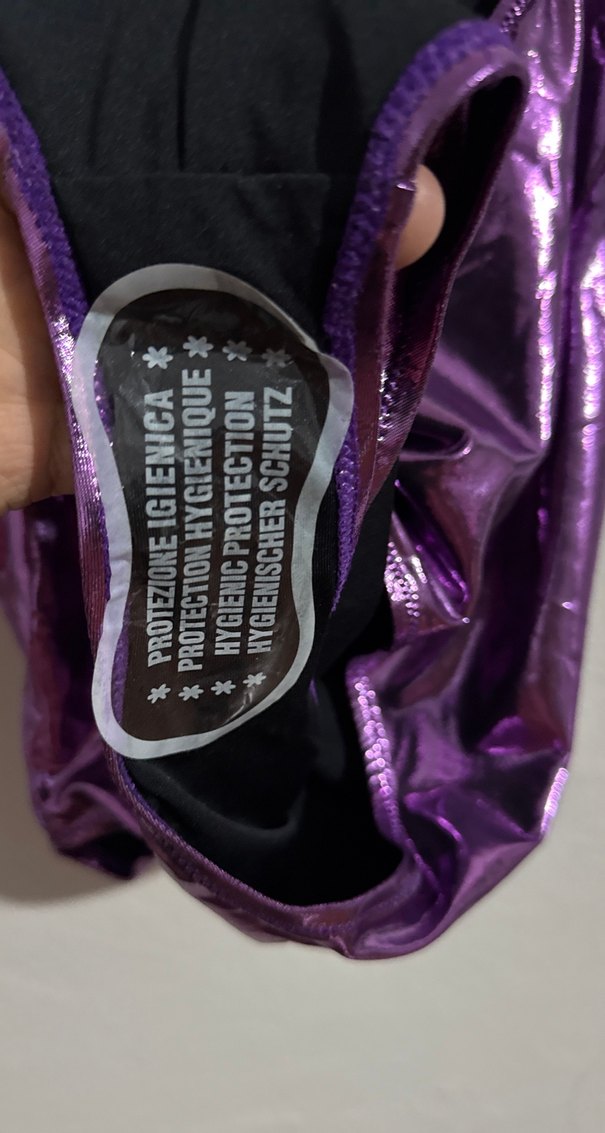 * PROTEZIONE IGIENICA *
* PROTECTION HYGIENIQUE *
* HYGIENIC PROTECTION *
* HYGIENISCHER SCHUTZ *